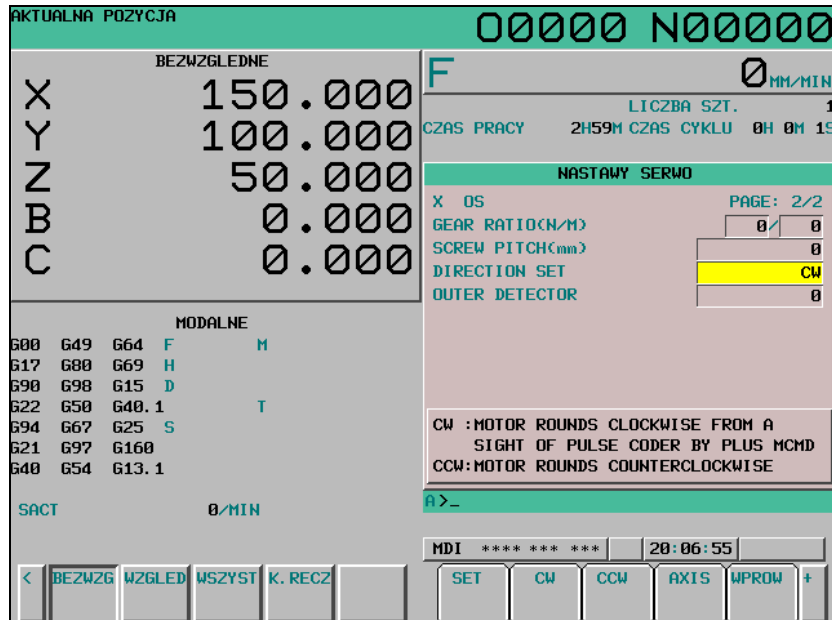 AKTUALNA POZYCJA
O0000 N00000
BEZWZGLEDNE
X 150.000
Y 100.000
Z 50.000
B 0.000
C 0.000
F 0 MM/MIN
LICZBA SZT. 1
CZAS PRACY 2H59M CZAS CYKLU 0H 0M 1S
NASTAWY SERWO
X OS PAGE: 2/2
GEAR RATIO(N/M) 0/ 0
SCREW PITCH(mm) 0
DIRECTION SET CW
OUTER DETECTOR 0
CW :MOTOR ROUNDS CLOCKWISE FROM A
SIGHT OF PULSE CODER BY PLUS MCMD
CCW:MOTOR ROUNDS COUNTERCLOCKWISE
MODALNE
G00 G49 G64 F M
G17 G80 G69 H
G90 G98 G15 D
G22 G50 G40.1 T
G94 G67 G25 S
G21 G97 G160
G40 G54 G13.1
SACT 0/MIN
A>_
MDI **** *** *** 20:06:55
< BEZWZG WZGLED WSZYST K.RECZ
SET CW CCW AXIS WPROW +